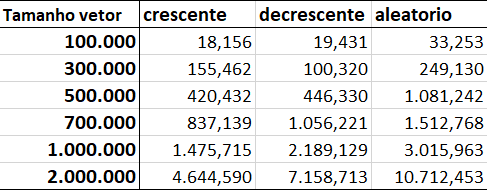 Tamanho vetor crescente decrescente aleatorio
100.000 18,156 19,431 33,253
300.000 155,462 100,320 249,130
500.000 420,432 446,330 1.081,242
700.000 837,139 1.056,221 1.512,768
1.000.000 1.475,715 2.189,129 3.015,963
2.000.000 4.644,590 7.158,713 10.712,453